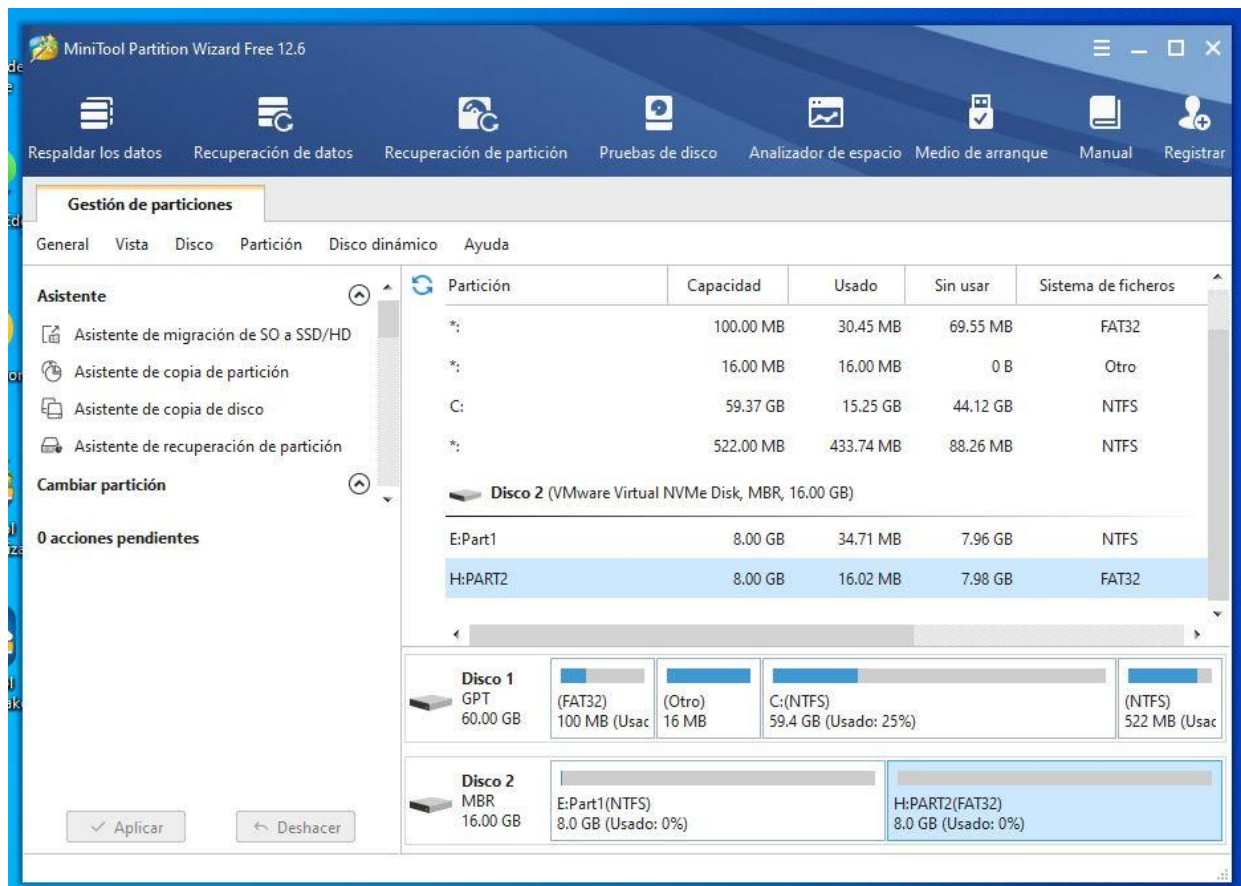 MiniTool Partition Wizard Free 12.6
Respaldar los datos Recuperación de datos Recuperación de partición Pruebas de disco Analizador de espacio Medio de arranque Manual Registrar
Gestión de particiones
General Vista Disco Partición Disco dinámico Ayuda
Asistente
Asistente de migración de SO a SSD/HD
Asistente de copia de partición
Asistente de copia de disco
Asistente de recuperación de partición
Cambiar partición
0 acciones pendientes
Aplicar Deshacer
Partición Capacidad Usado Sin usar Sistema de ficheros
*: 100.00 MB 30.45 MB 69.55 MB FAT32
*: 16.00 MB 16.00 MB 0 B Otro
C: 59.37 GB 15.25 GB 44.12 GB NTFS
*: 522.00 MB 433.74 MB 88.26 MB NTFS
Disco 2 (VMware Virtual NVMe Disk, MBR, 16.00 GB)
E:Part1 8.00 GB 34.71 MB 7.96 GB NTFS
H:PART2 8.00 GB 16.02 MB 7.98 GB FAT32
Disco 1
GPT
60.00 GB
(FAT32)
100 MB (Usac
(Otro)
16 MB
C:(NTFS)
59.4 GB (Usado: 25%)
(NTFS)
522 MB (Usac
Disco 2
MBR
16.00 GB
E:Part1(NTFS)
8.0 GB (Usado: 0%)
H:PART2(FAT32)
8.0 GB (Usado: 0%)